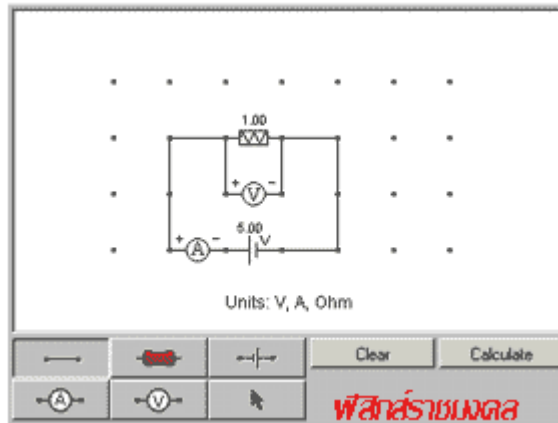 1.00
+ V -
5.00
+ A - V
Units: V, A, Ohm
Clear Calculate
A V ฟิสิกส์ราชมงคล